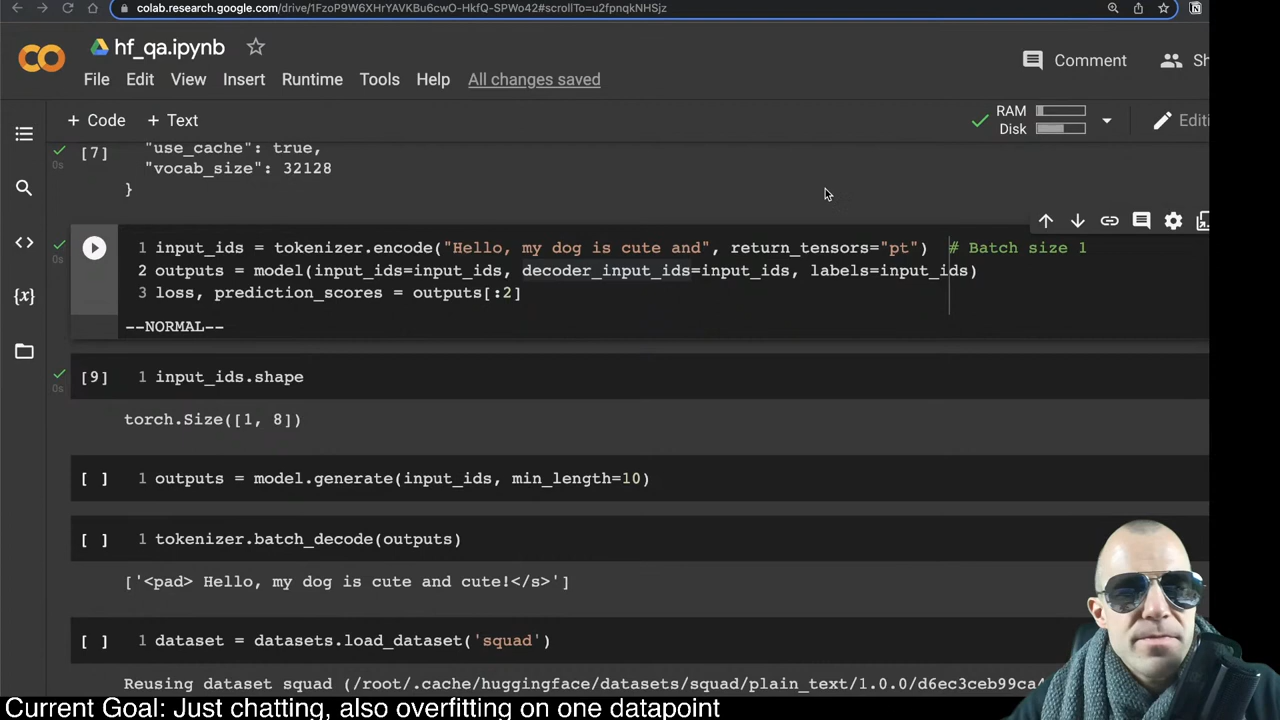 colab.research.google.com/drive/1FzoP9W6XHrYAVKBu6cwO-HkfQ-SPWo42#scrollTo=u2fpnqkNHSjz
hf_qa.ipynb
File Edit View Insert Runtime Tools Help All changes saved
Comment Sh
+ Code + Text
RAM
Disk
Editi
[7] "use_cache": true,
0s "vocab_size": 32128
}
1 input_ids = tokenizer.encode("Hello, my dog is cute and", return_tensors="pt") # Batch size 1
0s
2 outputs = model(input_ids=input_ids, decoder_input_ids=input_ids, labels=input_ids)
3 loss, prediction_scores = outputs[:2]
--NORMAL--
[9] 1 input_ids.shape
0s
torch.Size([1, 8])
[ ] 1 outputs = model.generate(input_ids, min_length=10)
[ ] 1 tokenizer.batch_decode(outputs)
['<pad> Hello, my dog is cute and cute!</s>']
[ ] 1 dataset = datasets.load_dataset('squad')
Reusing dataset squad (/root/.cache/huggingface/datasets/squad/plain_text/1.0.0/d6ec3ceb99ca4
Current Goal: Just chatting, also overfitting on one datapoint